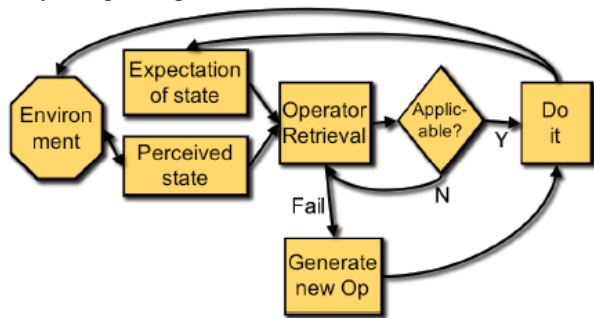 Environ
ment
Expectation
of state
Perceived
state
Operator
Retrieval
Applic-
able?
Y
N
Do
it
Fail
Generate
new Op